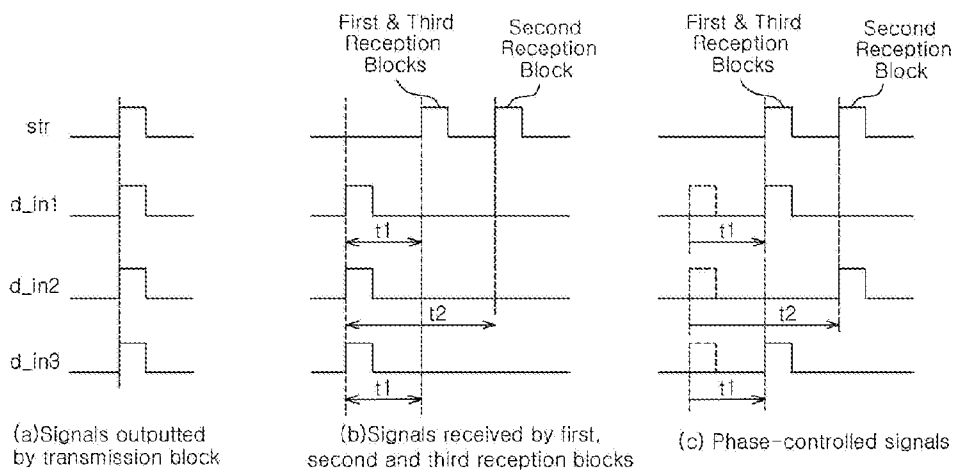 First & Third
Reception
Blocks
Second
Reception
Block
First & Third
Reception
Blocks
Second
Reception
Block
str
d_in1
t1
t1
d_in2
t2
t2
d_in3
t1
t1
(a)Signals outputted
by transmission block
(b)Signals received by first,
second and third reception blocks
(c) Phase-controlled signals